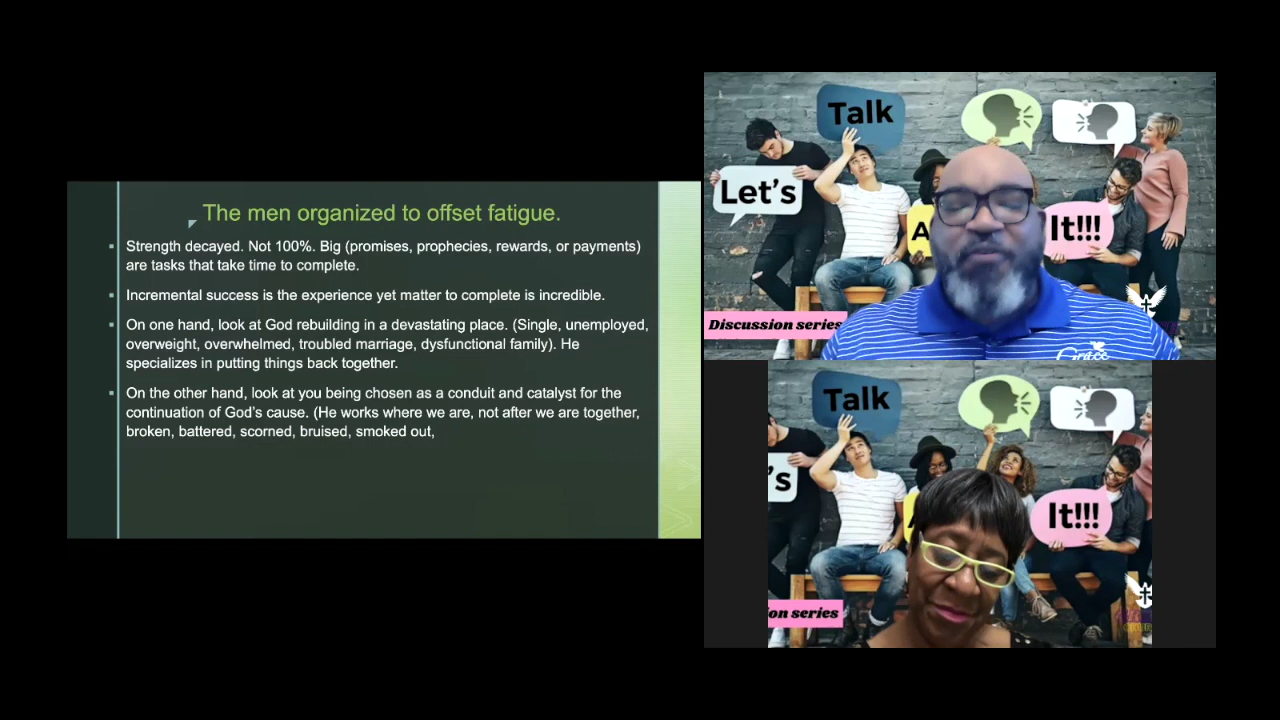 The men organized to offset fatigue.
Strength decayed. Not 100%. Big (promises, prophecies, rewards, or payments)
are tasks that take time to complete.
Incremental success is the experience yet matter to complete is incredible.
On one hand, look at God rebuilding in a devastating place. (Single, unemployed,
overweight, overwhelmed, troubled marriage, dysfunctional family). He
specializes in putting things back together.
On the other hand, look at you being chosen as a conduit and catalyst for the
continuation of God's cause. (He works where we are, not after we are together,
broken, battered, scorned, bruised, smoked out,
Talk
Let's
A
It!!!
Discussion series
Grace
Talk
's
A
It!!!
on series